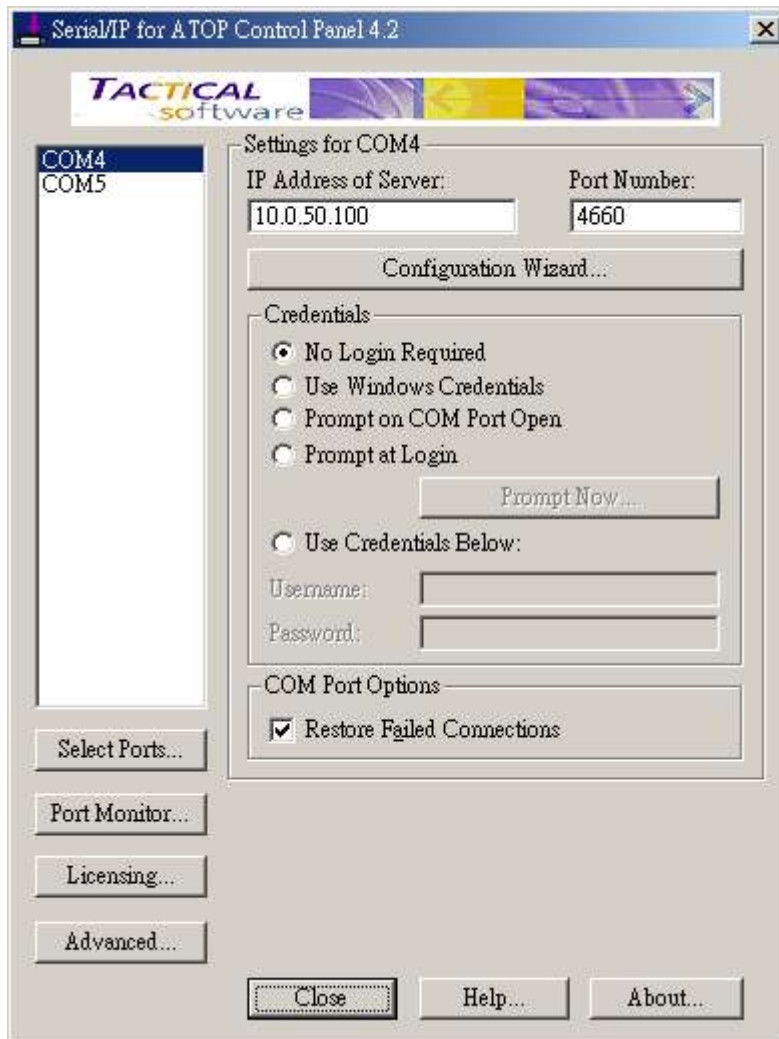 Serial/IP for ATOP Control Panel 4.2
TACTICAL
software
COM4
COM5
Settings for COM4
IP Address of Server:
Port Number:
10.0.50.100
4660
Configuration Wizard...
Credentials
No Login Required
Use Windows Credentials
Prompt on COM Port Open
Prompt at Login
Prompt Now...
Use Credentials Below:
Username:
Password:
COM Port Options
Restore Failed Connections
Select Ports...
Port Monitor...
Licensing...
Advanced...
Close
Help...
About...